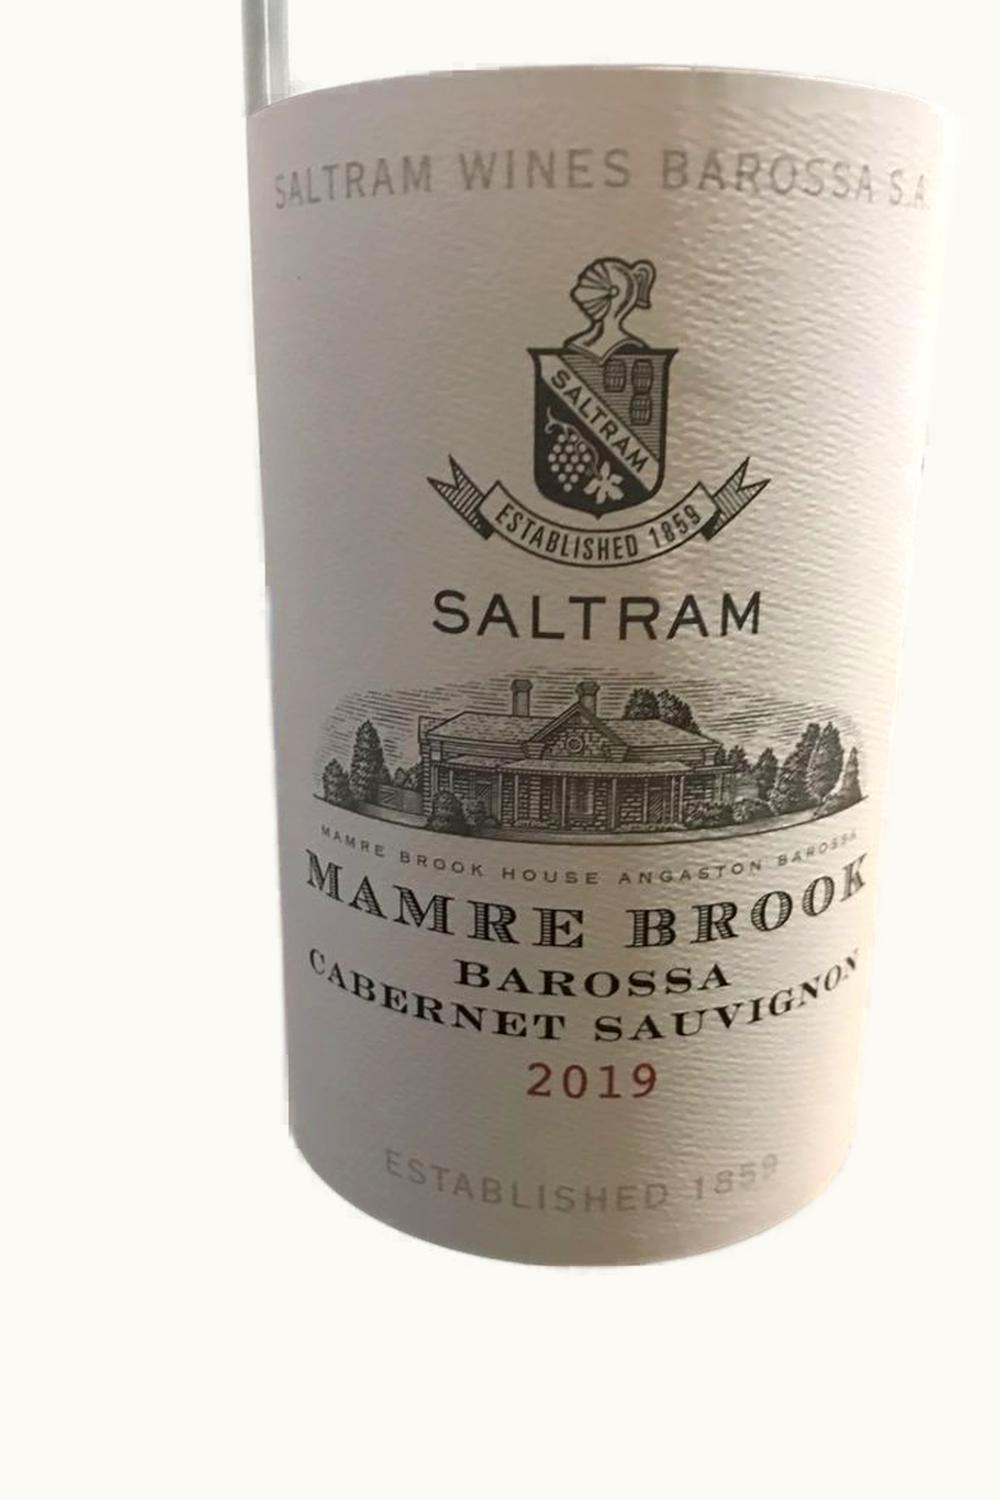 SALTRAM WINES BAROSSA S.A.
SALTRAM
ESTABLISHED 1859
SALTRAM
MAMRE BROOK HOUSE ANGASTON BAROSSA
MAMRE BROOK
BAROSSA
CABERNET SAUVIGNON
2019
ESTABLISHED 1859